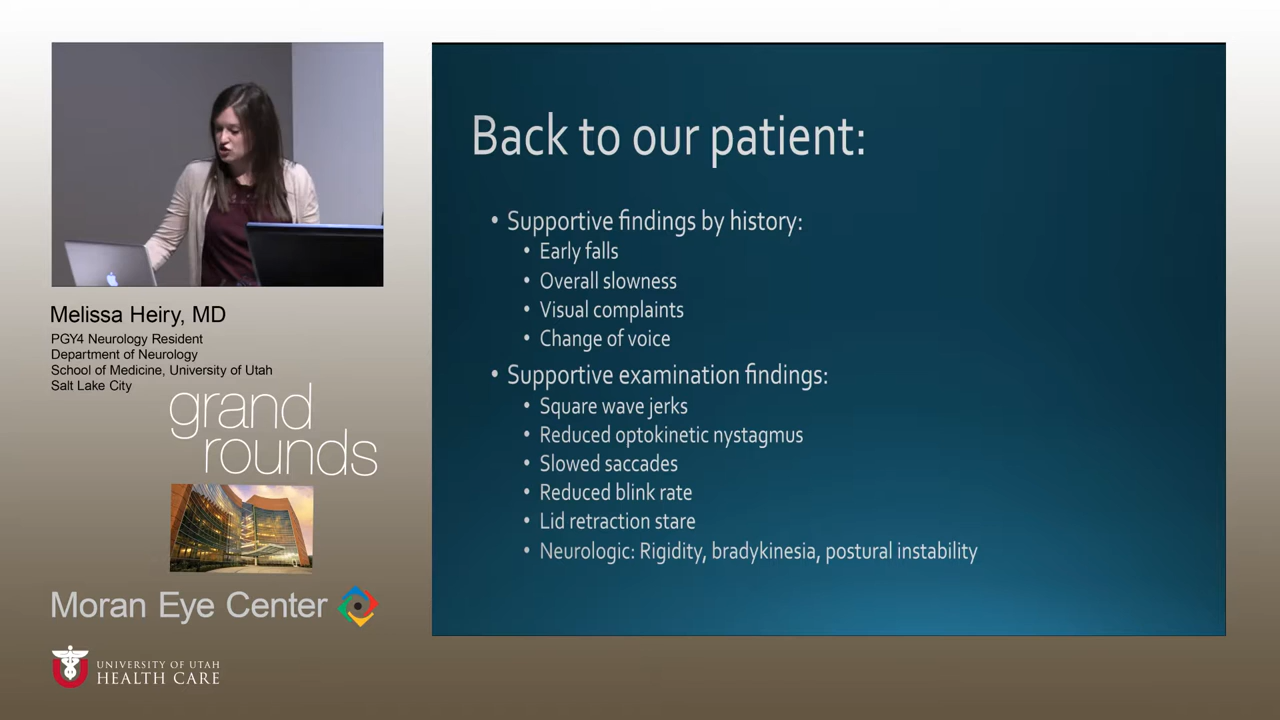 Back to our patient:
• Supportive findings by history:
• Early falls
• Overall slowness
• Visual complaints
• Change of voice
• Supportive examination findings:
• Square wave jerks
• Reduced optokinetic nystagmus
• Slowed saccades
• Reduced blink rate
• Lid retraction stare
• Neurologic: Rigidity, bradykinesia, postural instability
Melissa Heiry, MD
PGY4 Neurology Resident
Department of Neurology
School of Medicine, University of Utah
Salt Lake City
grand
rounds
Moran Eye Center
UNIVERSITY OF UTAH
HEALTH CARE